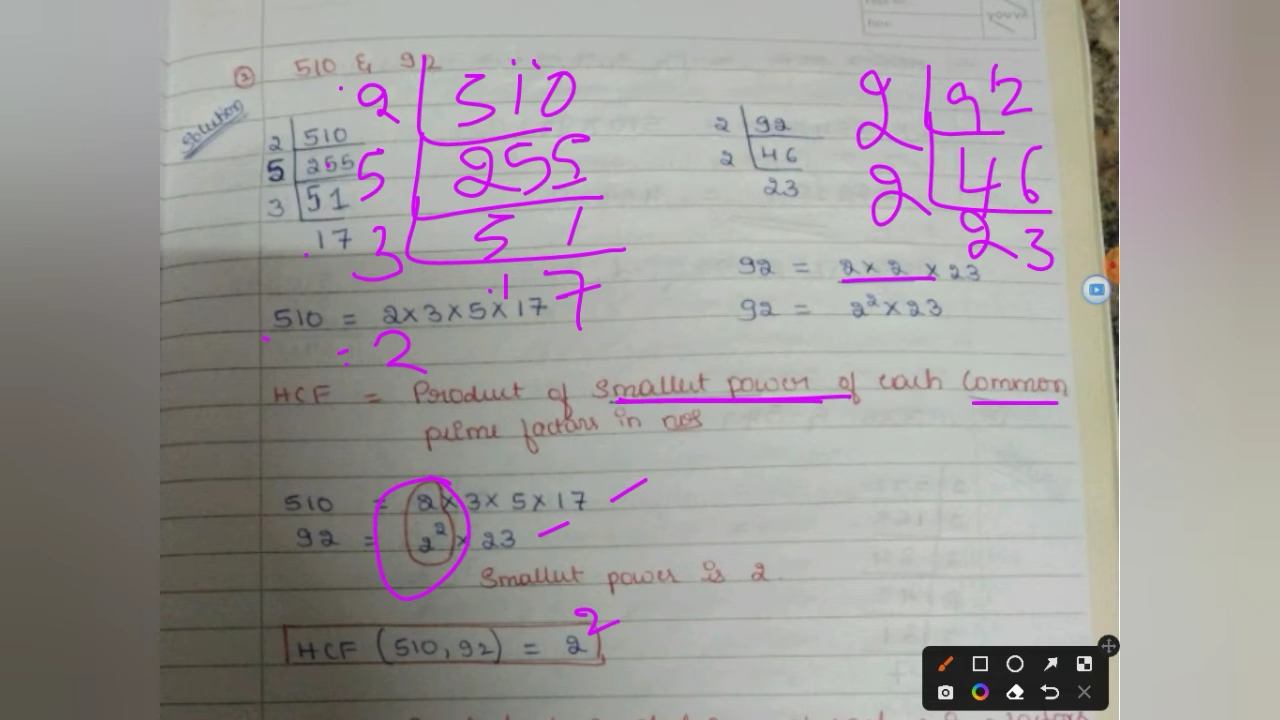 ② 510 & 92
Solution
2 | 510
5 | 255
3 | 51
17
2 | 510
5 | 255
3 | 51
17
2 | 92
2 | 46
23
2 | 92
2 | 46
23
510 = 2×3×5×17
= 2
92 = 2×2×23
92 = 2²×23
HCF = Product of smallut power of each common
prime factors in nos
510 = 2×3×5×17
92 = 2²×23
Smallut power is 2.
HCF (510, 92) = 2
2